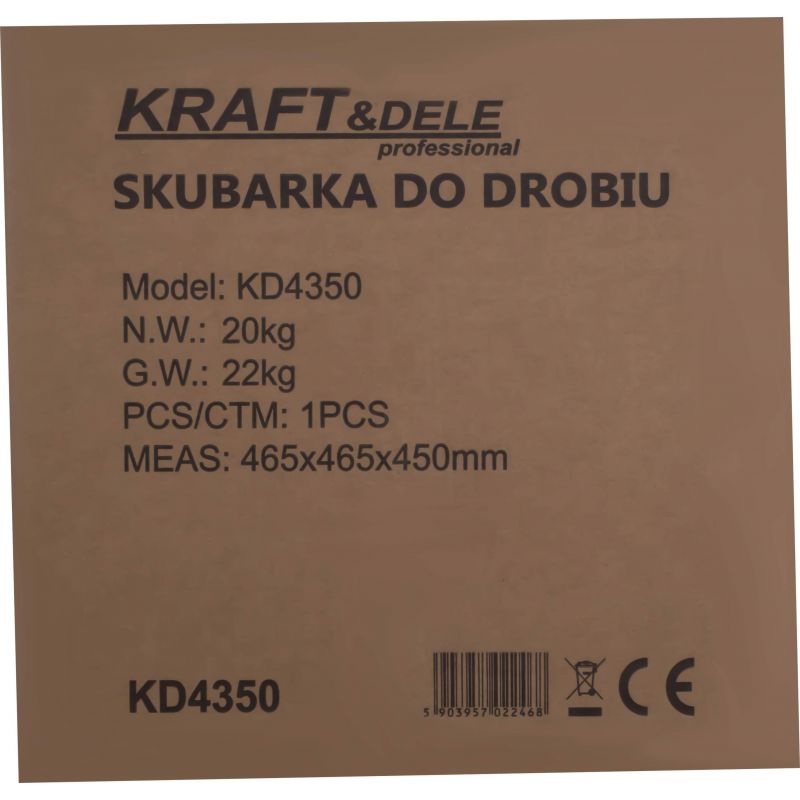 KRAFT&DELE
professional
SKUBARKA DO DROBIU
Model: KD4350
N.W.: 20kg
G.W.: 22kg
PCS/CTM: 1PCS
MEAS: 465x465x450mm
KD4350
5 903957 022468
CE